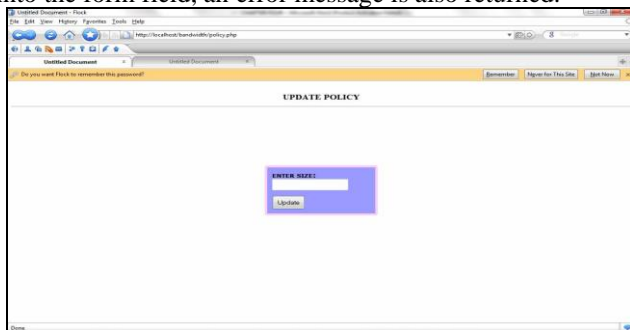 into the form field, an error message is also returned.
Untitled Document - Flock
File Edit View History Favorites Tools Help
http://localhost/bandwidth/policy.php
Untitled Document
Untitled Document
Do you want Flock to remember this password?
Remember Never for This Site Not Now
UPDATE POLICY
ENTER SIZE:
Update
Done